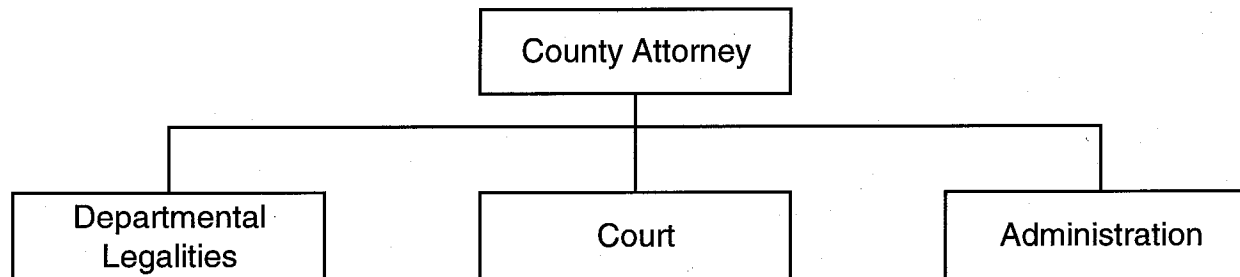 County Attorney
Departmental
Legalities
Court
Administration